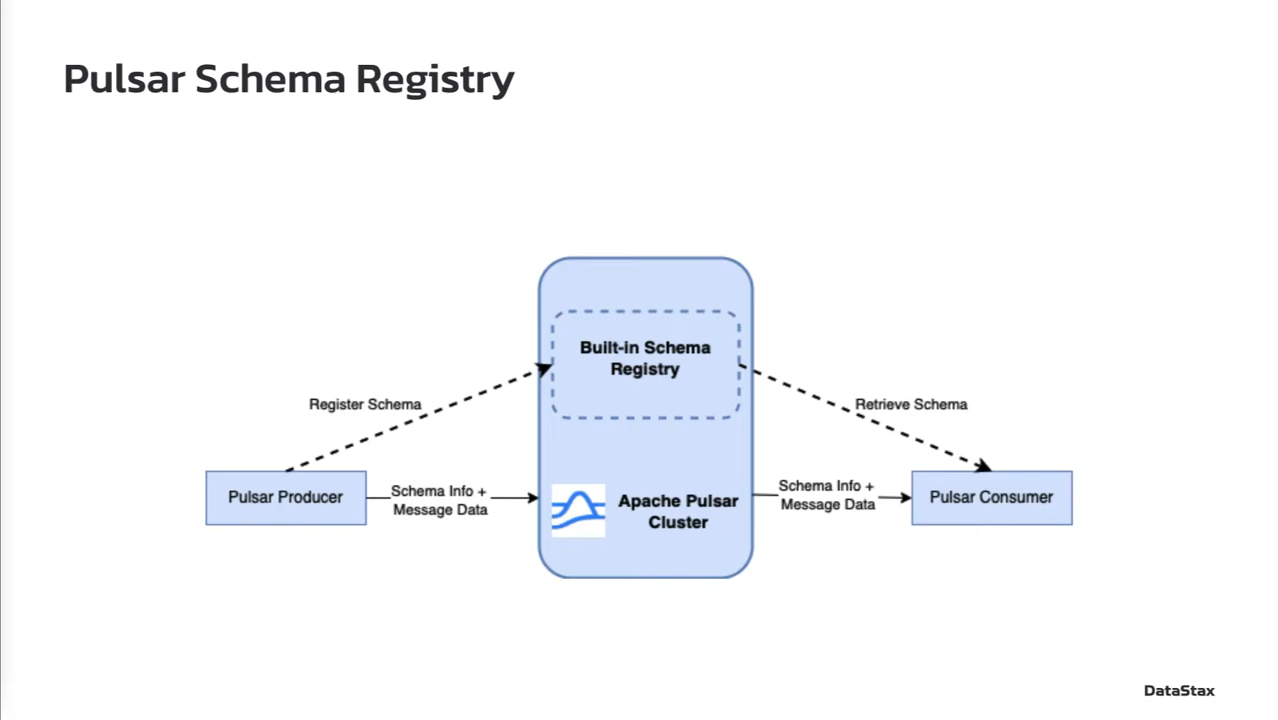 Pulsar Schema Registry
Built-in Schema
Registry
Register Schema
Retrieve Schema
Pulsar Producer
Schema Info +
Message Data
Apache Pulsar
Cluster
Schema Info +
Message Data
Pulsar Consumer
DataStax